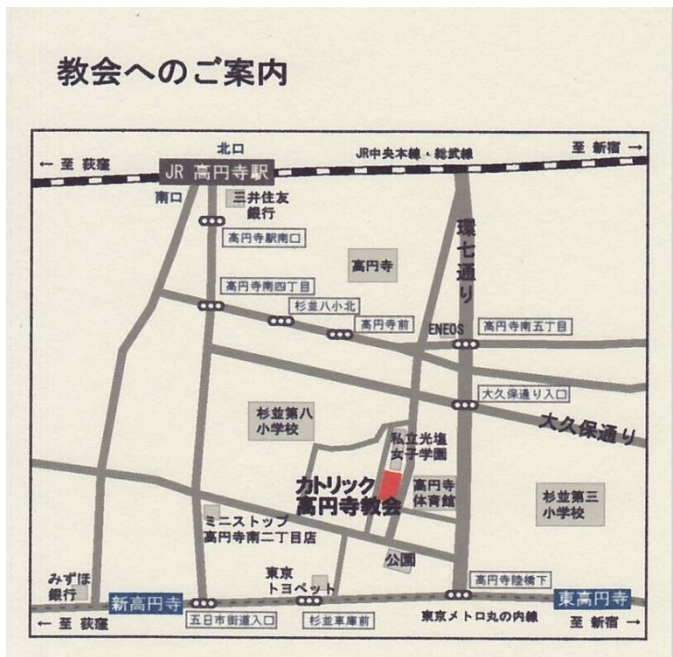 教会へのご案内
北口
← 至 荻窪
JR 高円寺駅
JR中央本線・総武線
至 新宿 →
南口
三井住友
銀行
高円寺駅南口
環七通り
高円寺
高円寺南四丁目
杉並八小北
高円寺前
ENEOS
高円寺南五丁目
大久保通り入口
大久保通り
杉並第八
小学校
私立光塩
女子学園
カトリック
高円寺教会
高円寺
体育館
杉並第三
小学校
ミニストップ
高円寺南二丁目店
公園
みずほ
銀行
東京
トヨペット
高円寺陸橋下
新高円寺
東高円寺
五日市街道入口
杉並車庫前
東京メトロ丸の内線
← 至 荻窪
至 新宿 →